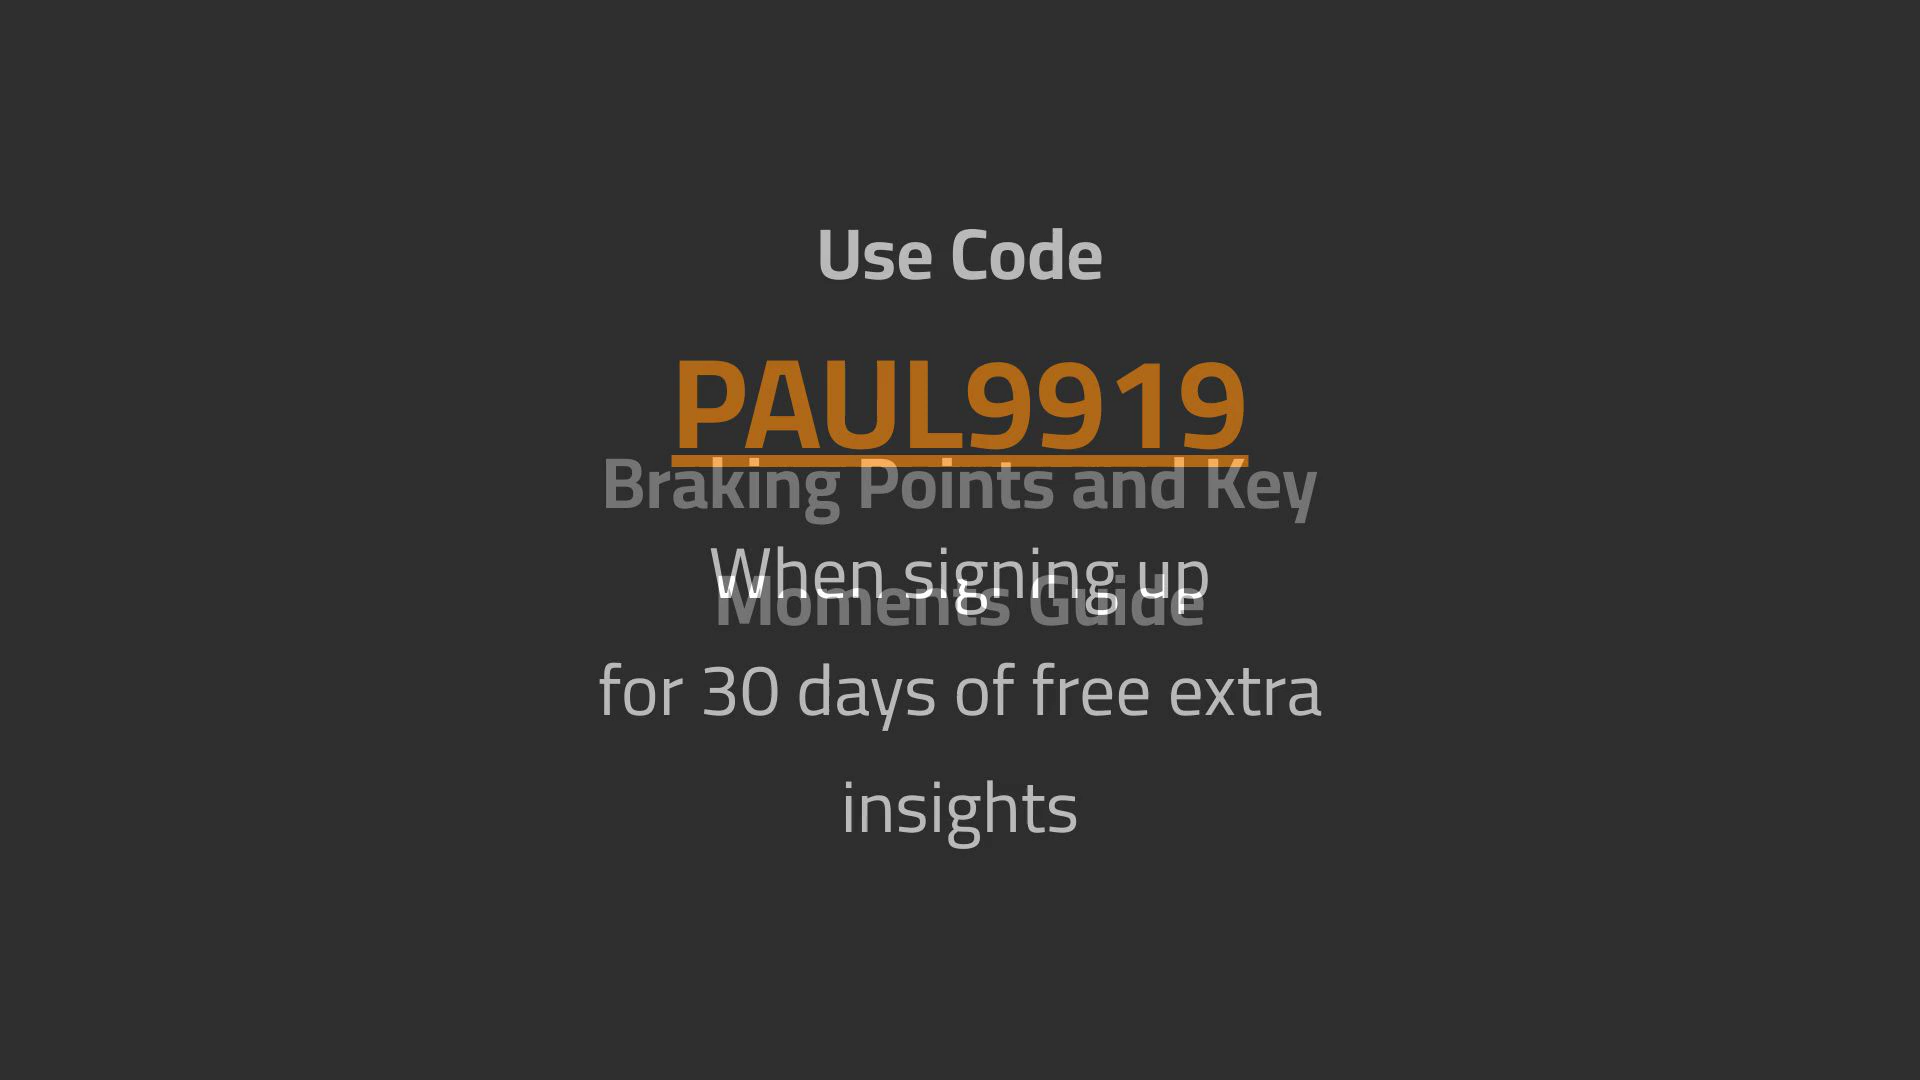 Use Code
PAUL9919
Braking Points and Key
When signing up
Moments Guide
for 30 days of free extra
insights